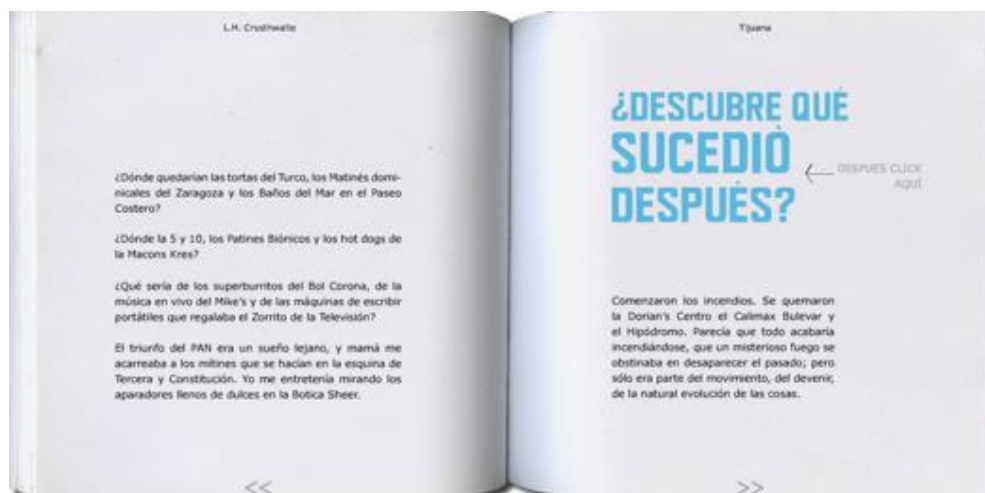 L.H. Crosthwaite
¿Dónde quedarían las tortas del Turco, los Matinés domi-
nicales del Zaragoza y los Baños del Mar en el Paseo
Costero?
¿Dónde la 5 y 10, los Patines Biónicos y los hot dogs de
la Macons Kres?
¿Qué sería de los superburritos del Bol Corona, de la
música en vivo del Mike's y de las máquinas de escribir
portátiles que regalaba el Zorrito de la Televisión?
El triunfo del PAN era un sueño lejano, y mamá me
acarreaba a los mítines que se hacían en la esquina de
Tercera y Constitución. Yo me entretenía mirando los
aparadores llenos de dulces en la Botica Sheer.
<<
Tijuana
¿DESCUBRE QUÉ
SUCEDIÓ
DESPUÉS?
DESPUES CLICK
AQUÍ
Comenzaron los incendios. Se quemaron
la Dorian's Centro el Calimax Bulevar y
el Hipódromo. Parecía que todo acabaría
incendiándose, que un misterioso fuego se
obstinaba en desaparecer el pasado; pero
sólo era parte del movimiento, del devenir,
de la natural evolución de las cosas.
>>